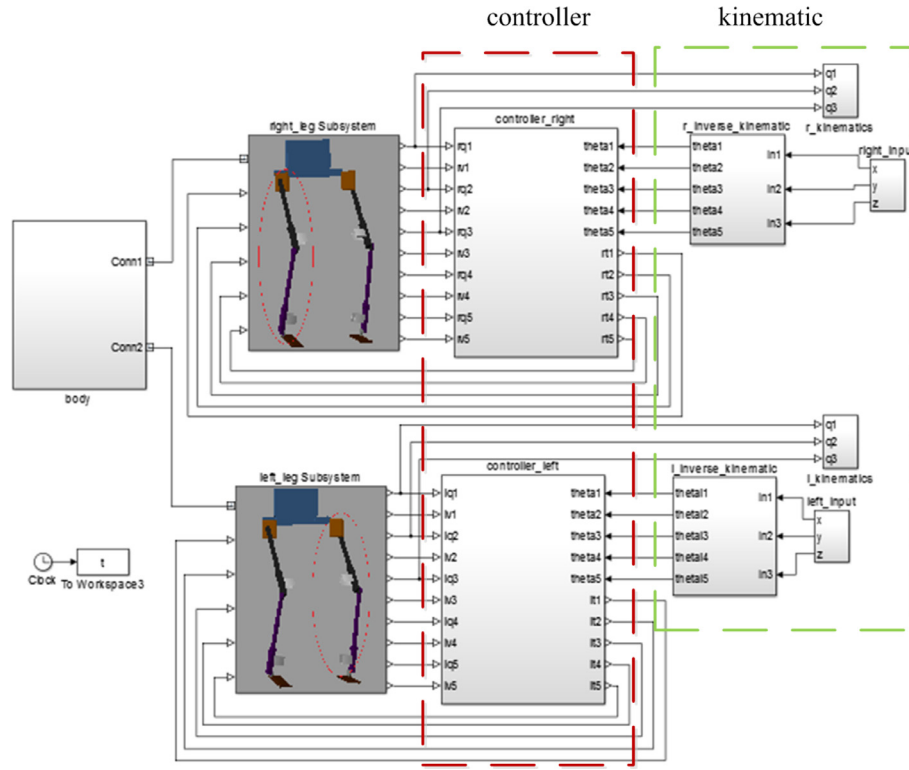 controller
kinematic
right_leg Subsystem
controller_right
r_inverse_kinematic
r_kinematics
right_input
q1
q2
q3
rq1
rv1
rq2
rv2
rq3
rv3
rq4
rv4
rq5
rv5
theta1
theta2
theta3
theta4
theta5
rt1
rt2
rt3
rt4
rt5
theta1
theta2
theta3
theta4
theta5
In1
In2
In3
x
y
z
Conn1
Conn2
body
left_leg Subsystem
controller_left
l_inverse_kinematic
l_kinematics
left_input
q1
q2
q3
lq1
lv1
lq2
lv2
lq3
lv3
lq4
lv4
lq5
lv5
theta1
theta2
theta3
theta4
theta5
lt1
lt2
lt3
lt4
lt5
thetal1
thetal2
thetal3
thetal4
thetal5
In1
In2
In3
x
y
z
Clock
t
To Workspace3